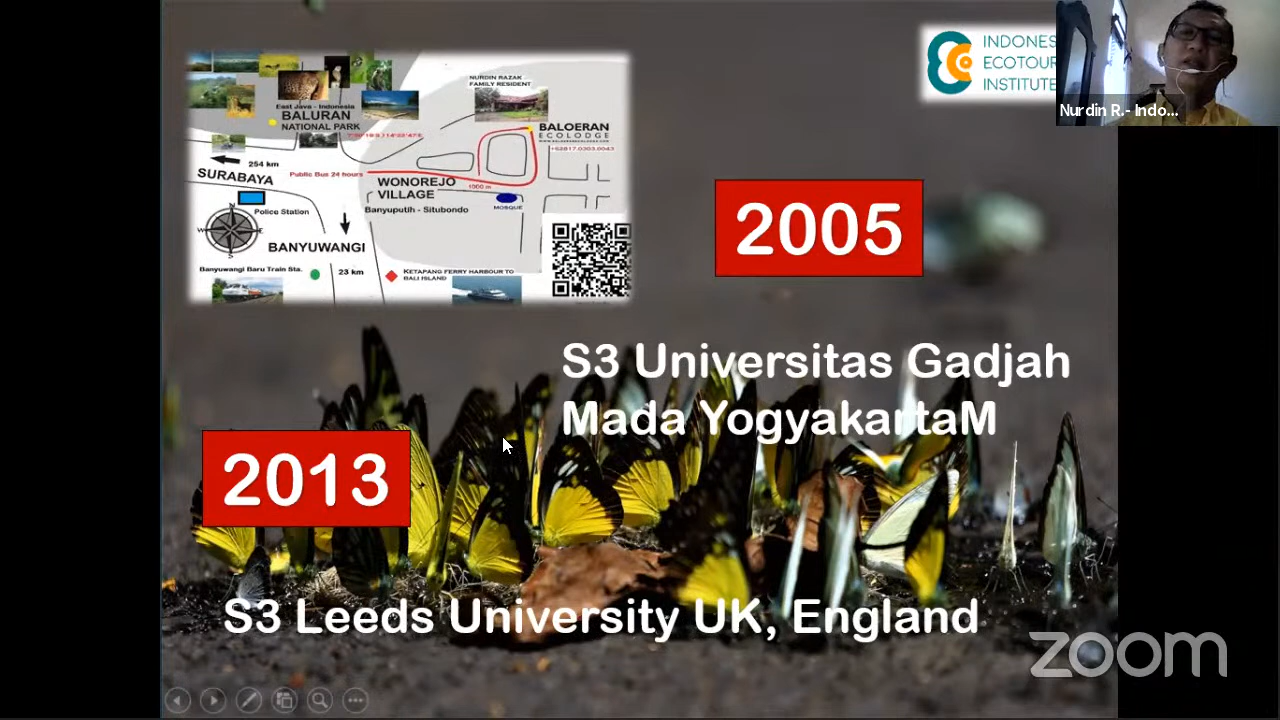 INDONES
ECOTOUR
INSTITUTE
Nurdin R.- Indo...
NURDIN RAZAK
FAMILY RESIDENT
East Java - Indonesia
BALURAN
NATIONAL PARK
BALOERAN
ECOLODGE
254 km
SURABAYA
Public Bus 24 hours
WONOREJO
VILLAGE
1000 m
Banyuputih - Situbondo
MOSQUE
Police Station
W
E
BANYUWANGI
Banyuwangi Baru Train Sta.
23 km
KETAPANG FERRY HARBOUR TO
BALI ISLAND
2005
S3 Universitas Gadjah
Mada YogyakartaM
2013
S3 Leeds University UK, England
zoom